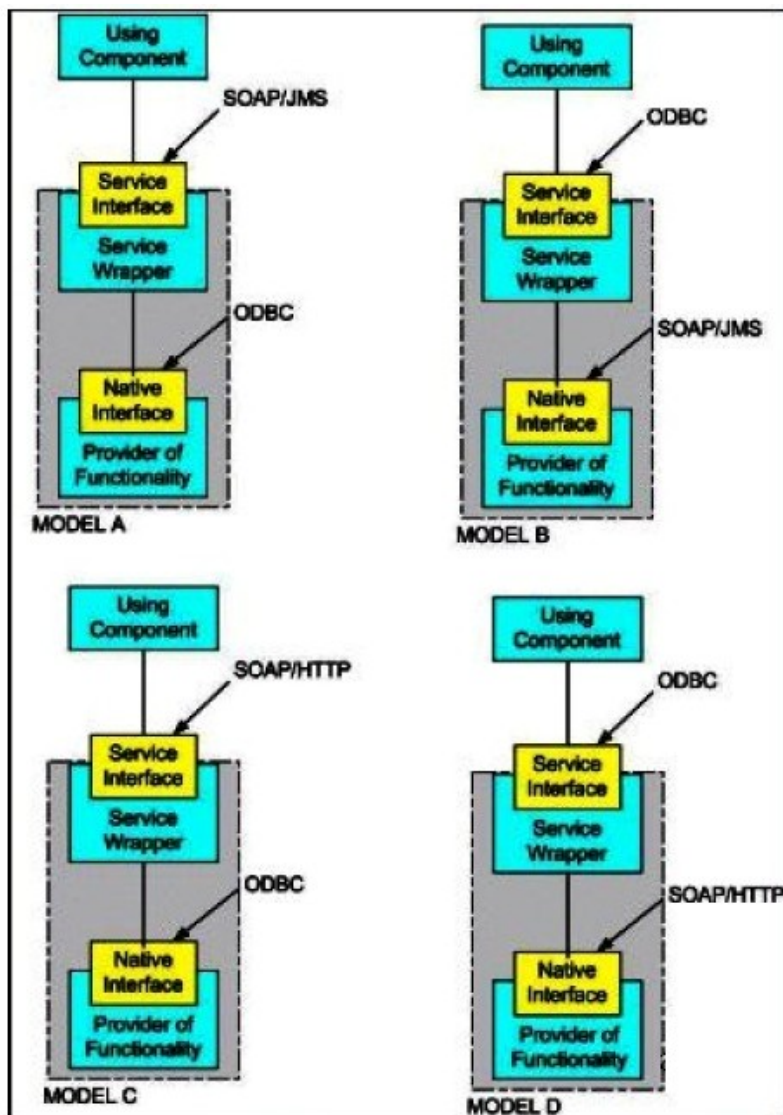 Using
Component
SOAP/JMS
Service
Interface
Service
Wrapper
ODBC
Native
Interface
Provider of
Functionality
MODEL A
Using
Component
ODBC
Service
Interface
Service
Wrapper
SOAP/JMS
Native
Interface
Provider of
Functionality
MODEL B
Using
Component
SOAP/HTTP
Service
Interface
Service
Wrapper
ODBC
Native
Interface
Provider of
Functionality
MODEL C
Using
Component
ODBC
Service
Interface
Service
Wrapper
SOAP/HTTP
Native
Interface
Provider of
Functionality
MODEL D